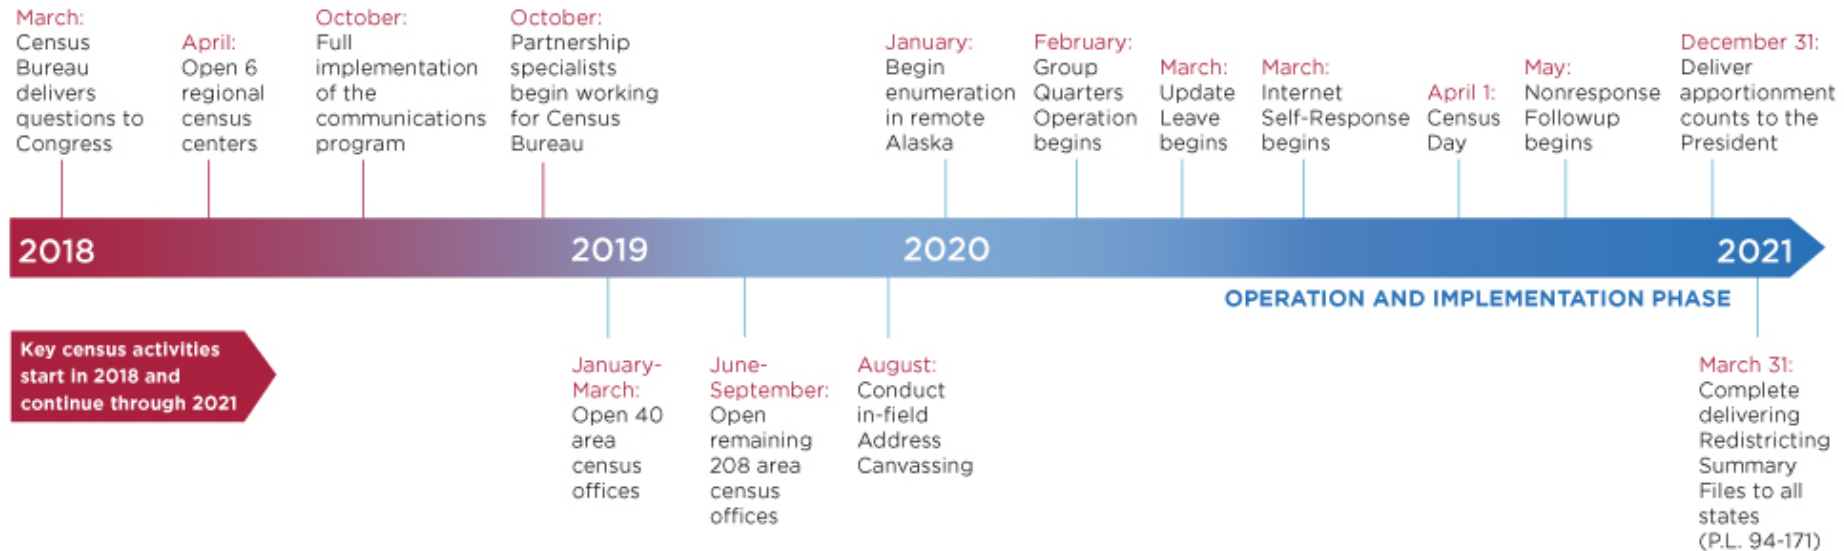 March:
Census
Bureau
delivers
questions to
Congress
April:
Open 6
regional
census
centers
October:
Full
implementation
of the
communications
program
October:
Partnership
specialists
begin working
for Census
Bureau
January:
Begin
enumeration
in remote
Alaska
February:
Group
Quarters
Operation
begins
March:
Update
Leave
begins
March:
Internet
Self-Response
begins
April 1:
Census
Day
May:
Nonresponse
Followup
begins
December 31:
Deliver
apportionment
counts to the
President
2018
2019
2020
2021
OPERATION AND IMPLEMENTATION PHASE
Key census activities
start in 2018 and
continue through 2021
January-
March:
Open 40
area
census
offices
June-
September:
Open
remaining
208 area
census
offices
August:
Conduct
in-field
Address
Canvassing
March 31:
Complete
delivering
Redistricting
Summary
Files to all
states
(P.L. 94-171)